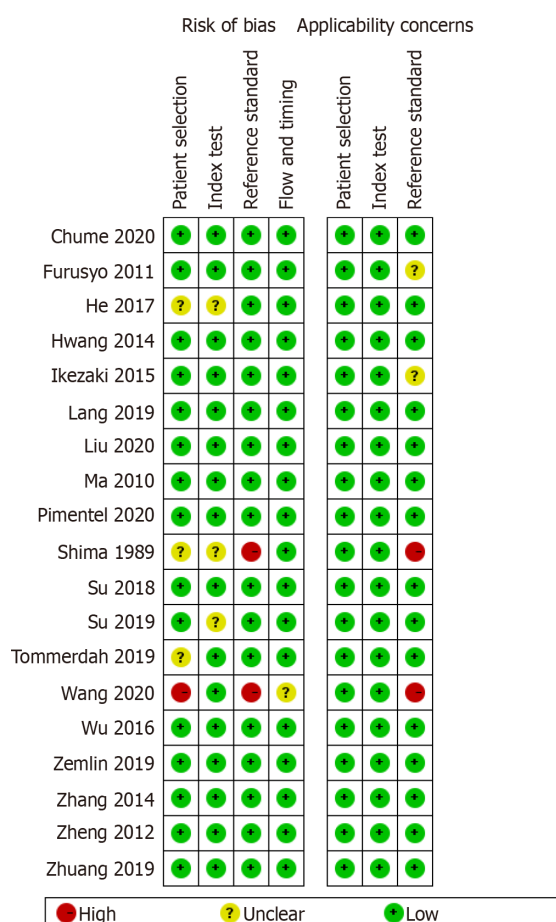 Risk of bias Applicability concerns
Patient selection
Index test
Reference standard
Flow and timing
Patient selection
Index test
Reference standard
Chume 2020 + + + + + + +
Furusyo 2011 + + + + + + ?
He 2017 ? ? + + + + +
Hwang 2014 + + + + + + +
Ikezaki 2015 + + + + + + ?
Lang 2019 + + + + + + +
Liu 2020 + + + + + + +
Ma 2010 + + + + + + +
Pimentel 2020 + + + + + + +
Shima 1989 ? ? - + + + -
Su 2018 + + + + + + +
Su 2019 + ? + + + + +
Tommerdah 2019 ? + + + + + +
Wang 2020 - + - ? + + -
Wu 2016 + + + + + + +
Zemlin 2019 + + + + + + +
Zhang 2014 + + + + + + +
Zheng 2012 + + + + + + +
Zhuang 2019 + + + + + + +
- High ? Unclear + Low